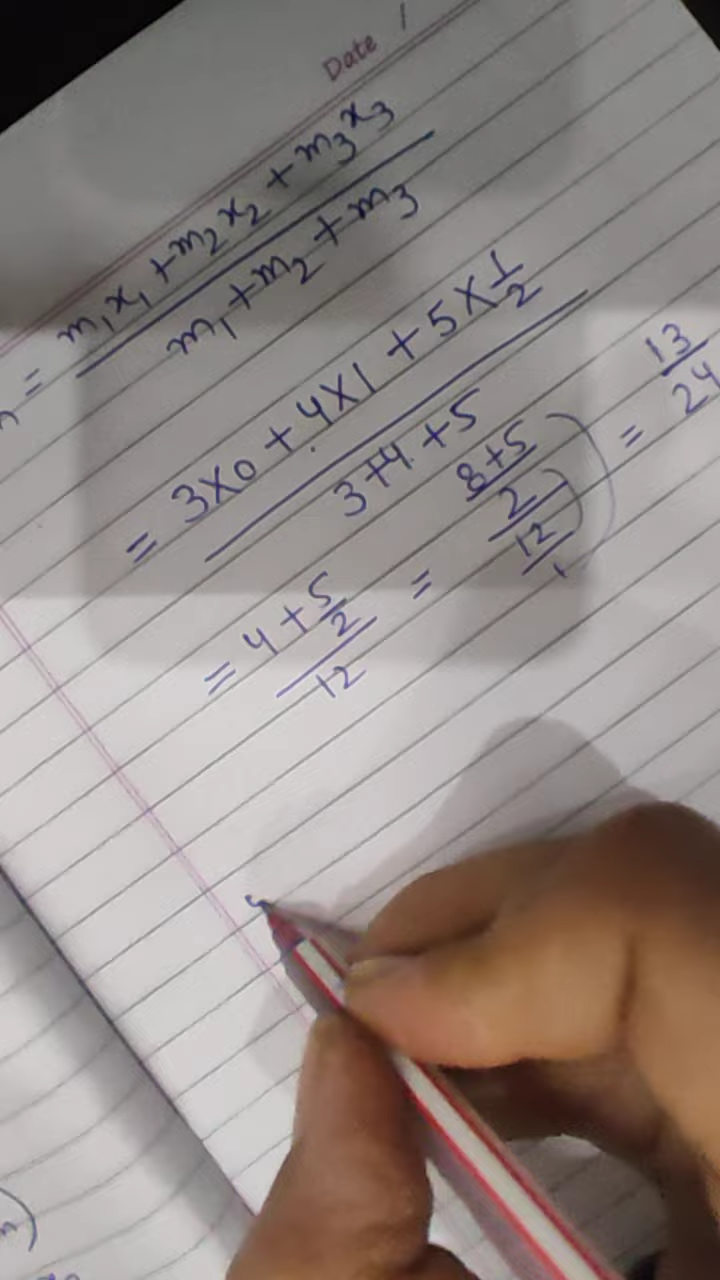 Date /
= m₁x₁ + m₂x₂ + m₃x₃ / m₁ + m₂ + m₃
= 3×0 + 4×1 + 5×1/2 / 3+4+5
= 4 + 5/2 / 12 = 8+5/2 / 12/1 = 13/24